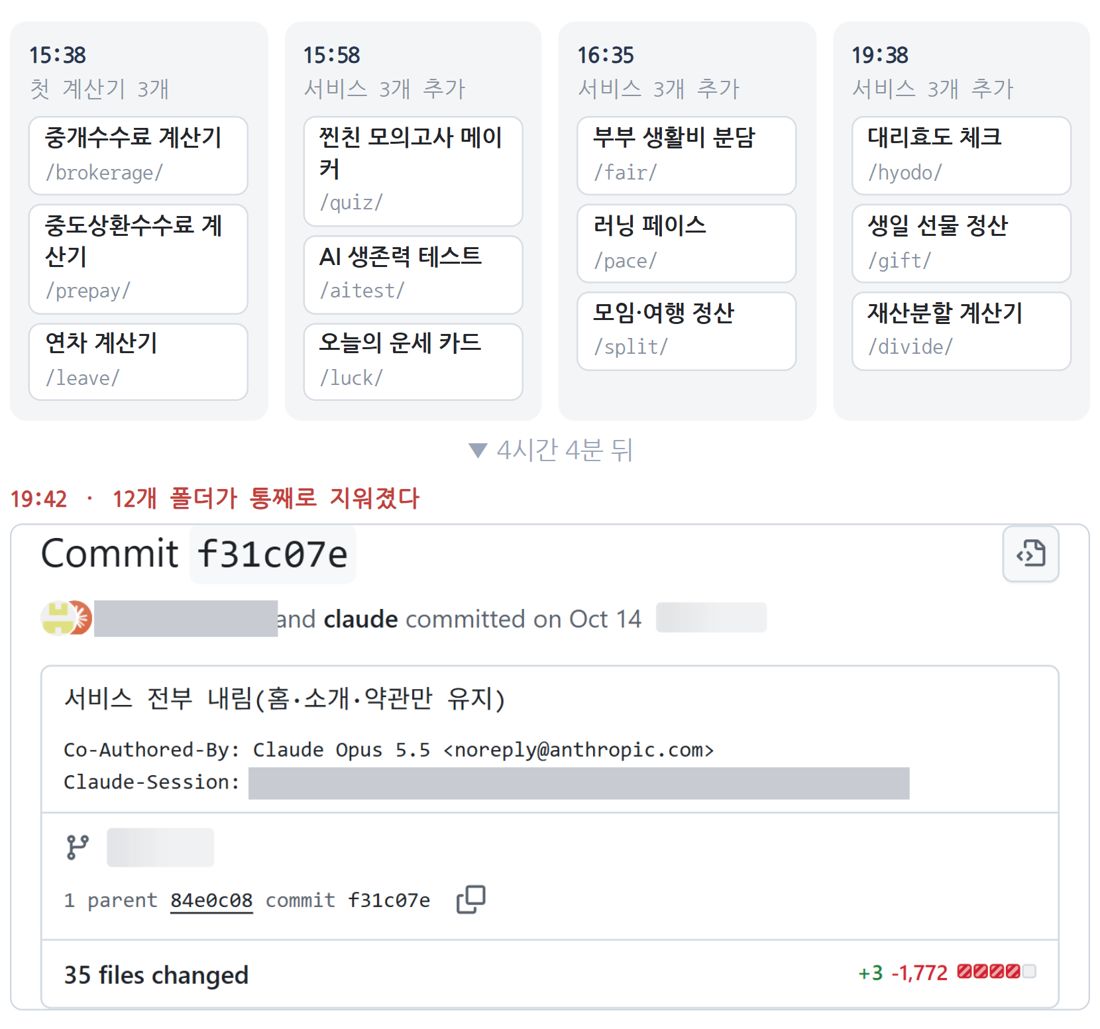 15:38
첫 계산기 3개
중개수수료 계산기
/brokerage/
중도상환수수료 계
산기
/prepay/
연차 계산기
/leave/
15:58
서비스 3개 추가
찐친 모의고사 메이
커
/quiz/
AI 생존력 테스트
/aitest/
오늘의 운세 카드
/luck/
16:35
서비스 3개 추가
부부 생활비 분담
/fair/
러닝 페이스
/pace/
모임·여행 정산
/split/
19:38
서비스 3개 추가
대리효도 체크
/hyodo/
생일 선물 정산
/gift/
재산분할 계산기
/divide/
▼ 4시간 4분 뒤
19:42 · 12개 폴더가 통째로 지워졌다
Commit f31c07e
and claude committed on Oct 14
서비스 전부 내림(홈·소개·약관만 유지)
Co-Authored-By: Claude Opus 5.5 <noreply@anthropic.com>
Claude-Session:
1 parent 84e0c08 commit f31c07e
35 files changed
+3 -1,772